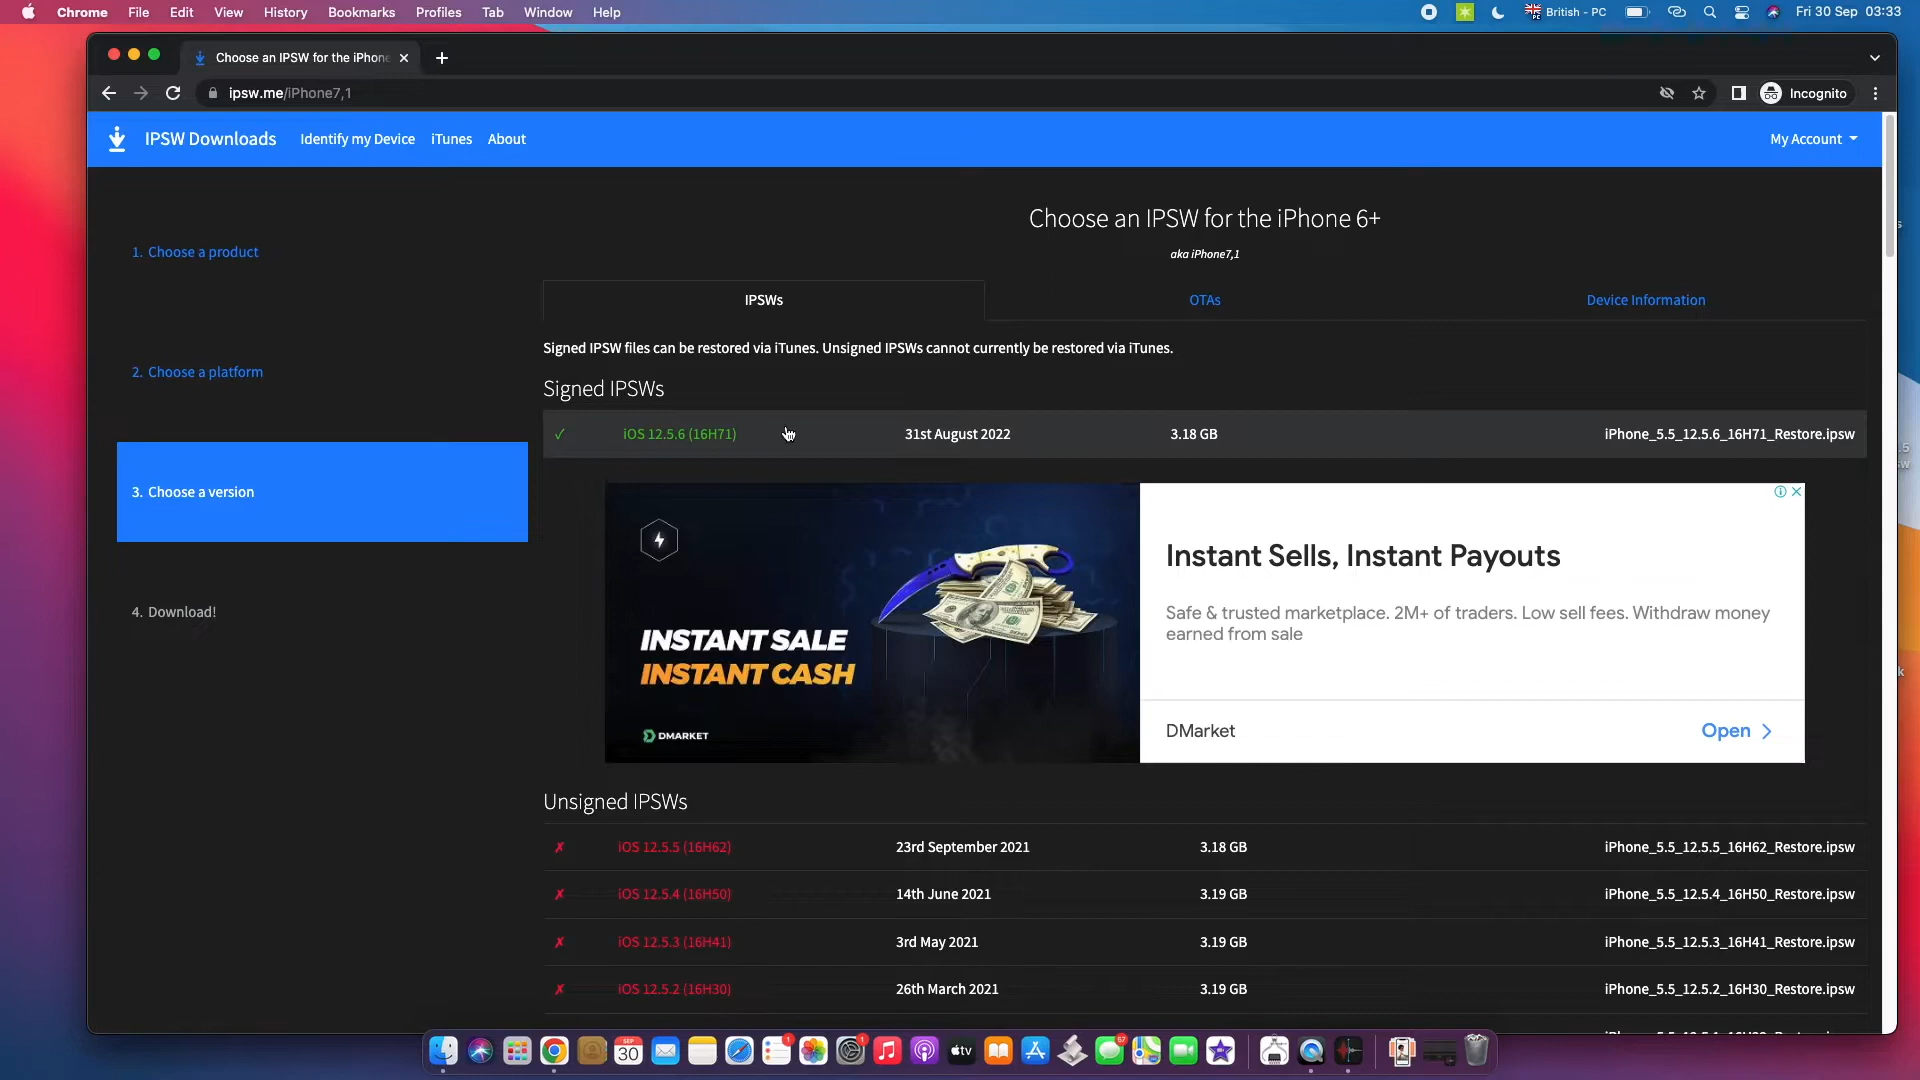 Chrome File Edit View History Bookmarks Profiles Tab Window Help British - PC Fri 30 Sep 03:33
Choose an IPSW for the iPhone
ipsw.me/iPhone7,1 Incognito
IPSW Downloads Identify my Device iTunes About My Account
Choose an IPSW for the iPhone 6+
aka iPhone7,1
1. Choose a product
2. Choose a platform
3. Choose a version
4. Download!
IPSWs OTAs Device Information
Signed IPSW files can be restored via iTunes. Unsigned IPSWs cannot currently be restored via iTunes.
Signed IPSWs
✓ iOS 12.5.6 (16H71) 31st August 2022 3.18 GB iPhone_5.5_12.5.6_16H71_Restore.ipsw
INSTANT SALE
INSTANT CASH
DMARKET
Instant Sells, Instant Payouts
Safe & trusted marketplace. 2M+ of traders. Low sell fees. Withdraw money
earned from sale
DMarket Open
Unsigned IPSWs
✗ iOS 12.5.5 (16H62) 23rd September 2021 3.18 GB iPhone_5.5_12.5.5_16H62_Restore.ipsw
✗ iOS 12.5.4 (16H50) 14th June 2021 3.19 GB iPhone_5.5_12.5.4_16H50_Restore.ipsw
✗ iOS 12.5.3 (16H41) 3rd May 2021 3.19 GB iPhone_5.5_12.5.3_16H41_Restore.ipsw
✗ iOS 12.5.2 (16H30) 26th March 2021 3.19 GB iPhone_5.5_12.5.2_16H30_Restore.ipsw
SEP
30
1
1
tv
57